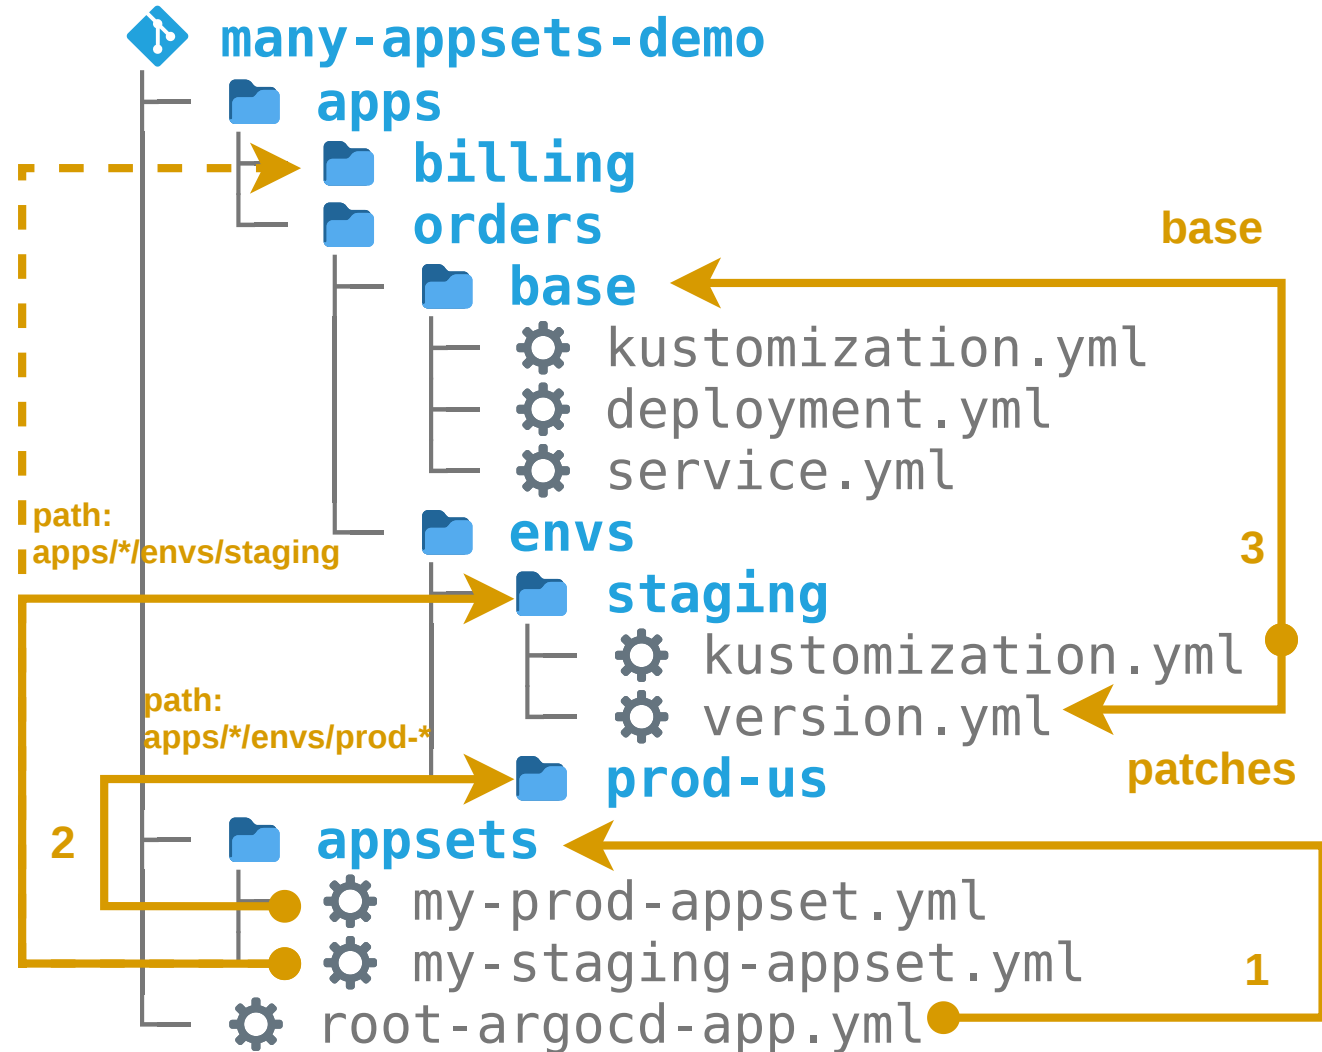 many-appsets-demo
apps
billing
orders
base
base
kustomization.yml
deployment.yml
service.yml
path:
apps/*/envs/staging
envs
3
staging
kustomization.yml
path:
apps/*/envs/prod-*
version.yml
patches
prod-us
2
appsets
my-prod-appset.yml
my-staging-appset.yml
1
root-argocd-app.yml